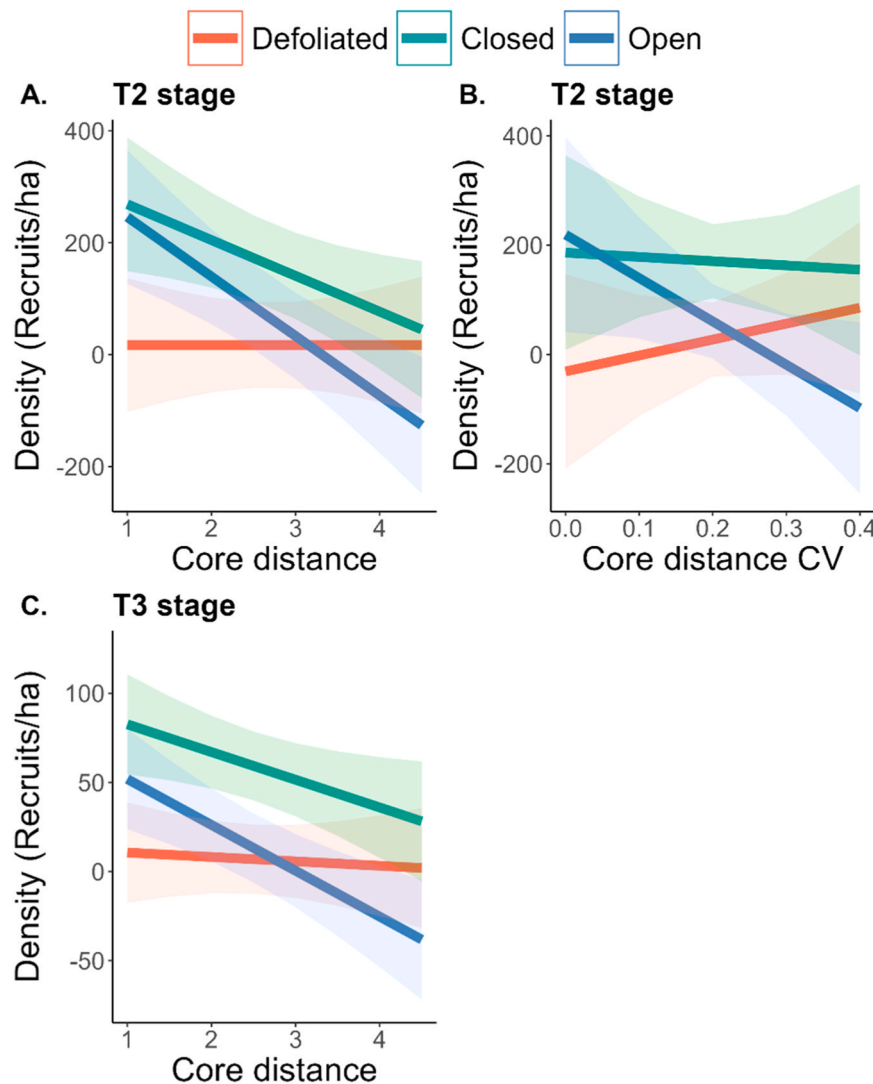 Defoliated Closed Open
A. T2 stage
400
200
0
-200
Density (Recruits/ha)
1 2 3 4
Core distance
B. T2 stage
400
200
0
-200
Density (Recruits/ha)
0.0 0.1 0.2 0.3 0.4
Core distance CV
C. T3 stage
100
50
0
-50
Density (Recruits/ha)
1 2 3 4
Core distance